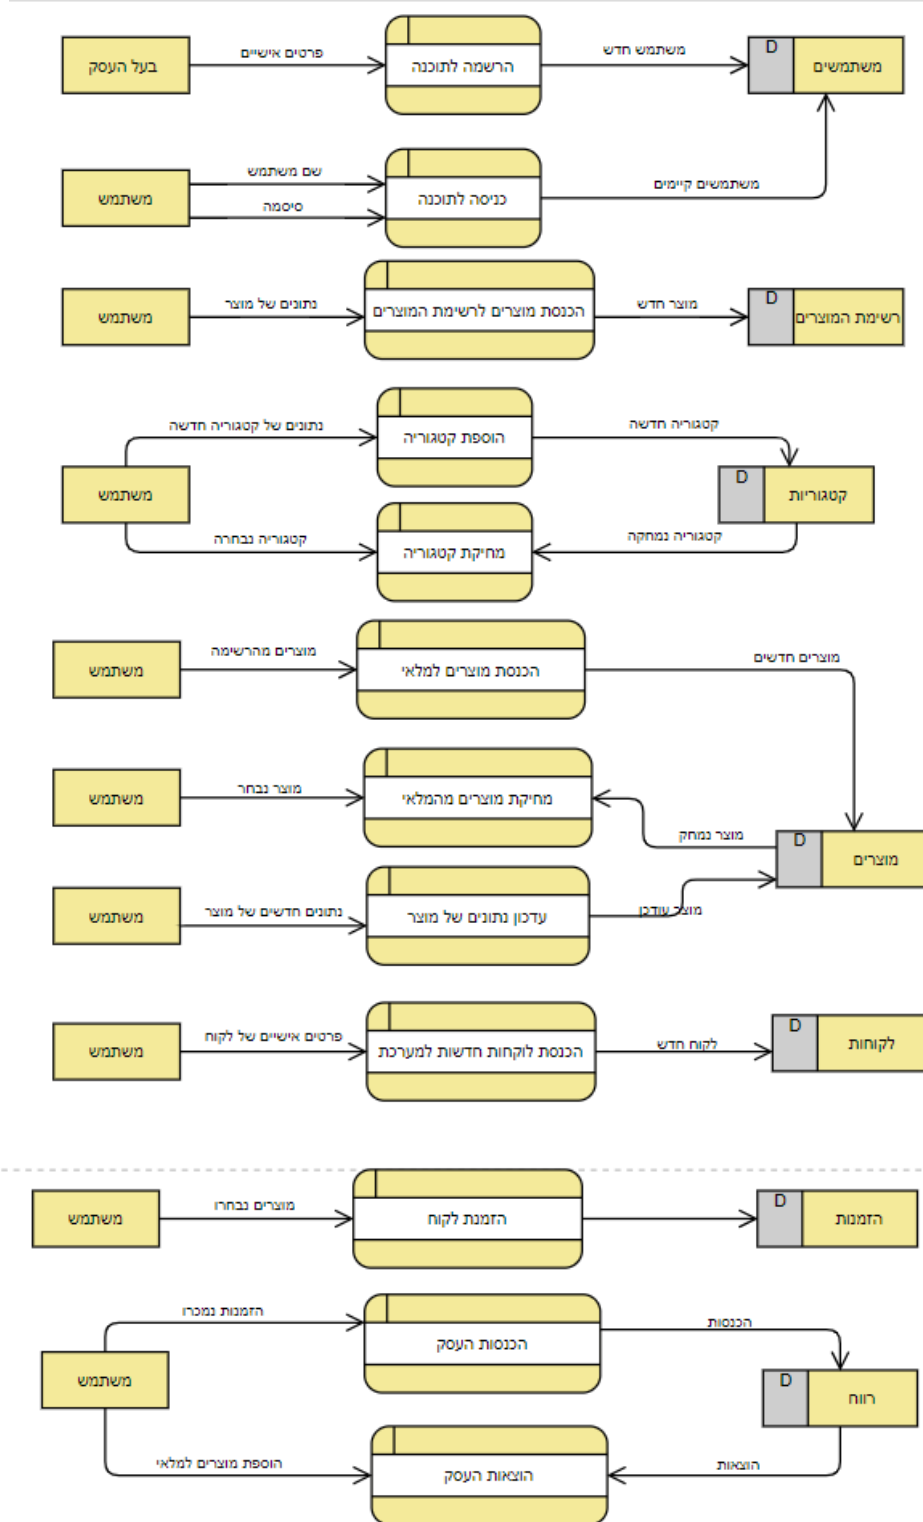 בעל העסק
פרטים אישיים
הרשמה לתוכנה
משתמש חדש
D
משתמשים
משתמש
שם משתמש
סיסמה
כניסה לתוכנה
משתמשים קיימים
משתמש
נתונים של מוצר
הכנסת מוצרים לרשימת המוצרים
מוצר חדש
D
רשימת המוצרים
נתונים של קטגוריה חדשה
הוספת קטגוריה
קטגוריה חדשה
משתמש
D
קטגוריות
קטגוריה נבחרה
מחיקת קטגוריה
קטגוריה נמחקה
משתמש
מוצרים מהרשימה
הכנסת מוצרים למלאי
מוצרים חדשים
משתמש
מוצר נבחר
מחיקת מוצרים מהמלאי
מוצר נמחק
D
מוצרים
משתמש
נתונים חדשים של מוצר
עדכון נתונים של מוצר
מוצר עודכן
משתמש
פרטים אישיים של לקוח
הכנסת לוקחות חדשות למערכת
לקוח חדש
D
לקוחות
משתמש
מוצרים נבחרו
הזמנת לקוח
D
הזמנות
הזמנות נמכרו
הכנסות העסק
הכנסות
משתמש
D
רווח
הוספת מוצרים למלאי
הוצאות העסק
הוצאות